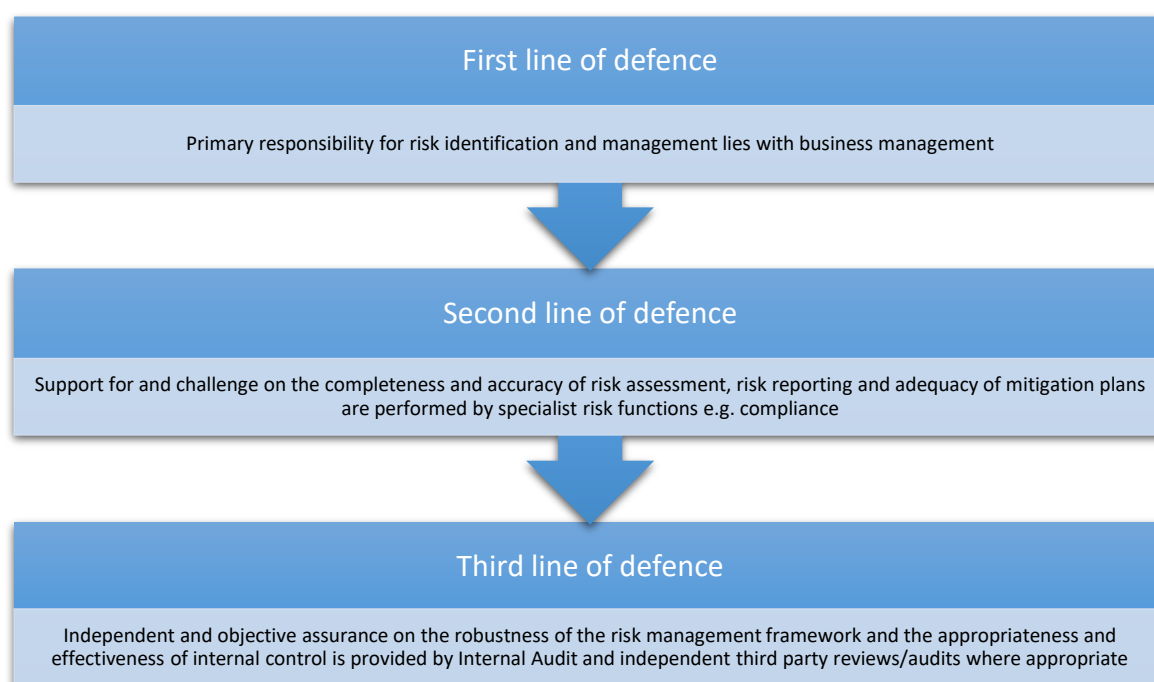 First line of defence
Primary responsibility for risk identification and management lies with business management
Second line of defence
Support for and challenge on the completeness and accuracy of risk assessment, risk reporting and adequacy of mitigation plans
are performed by specialist risk functions e.g. compliance
Third line of defence
Independent and objective assurance on the robustness of the risk management framework and the appropriateness and
effectiveness of internal control is provided by Internal Audit and independent third party reviews/audits where appropriate